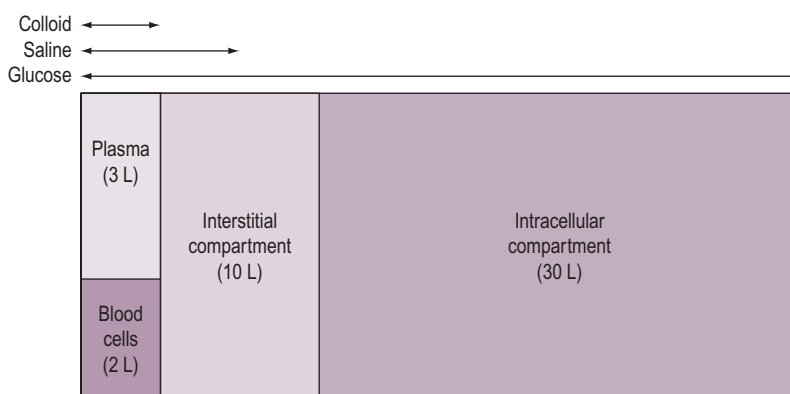 Colloid
Saline
Glucose
Plasma
(3 L)
Blood
cells
(2 L)
Interstitial
compartment
(10 L)
Intracellular
compartment
(30 L)